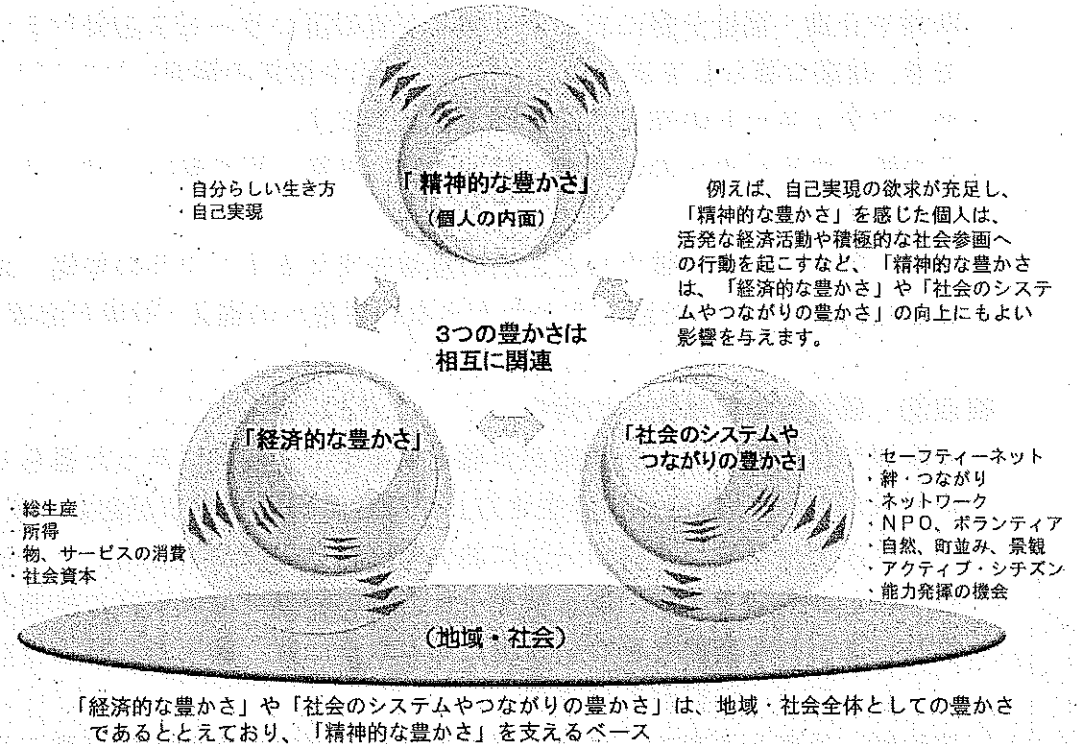 「精神的な豊かさ」
(個人の内面)
・自分らしい生き方
・自己実現
例えば、自己実現の欲求が充足し、
「精神的な豊かさ」を感じた個人は、
活発な経済活動や積極的な社会参画へ
の行動を起こすなど、「精神的な豊かさ
は、「経済的な豊かさ」や「社会のシステ
ムやつながりの豊かさ」の向上にもよい
影響を与えます。
3つの豊かさは
相互に関連
「経済的な豊かさ」
・総生産
・所得
・物、サービスの消費
・社会資本
「社会のシステムや
つながりの豊かさ」
・セーフティーネット
・絆・つながり
・ネットワーク
・NPO、ボランティア
・自然、町並み、景観
・アクティブ・シチズン
・能力発揮の機会
(地域・社会)
「経済的な豊かさ」や「社会のシステムやつながりの豊かさ」は、地域・社会全体としての豊かさ
であるととえており、「精神的な豊かさ」を支えるベース